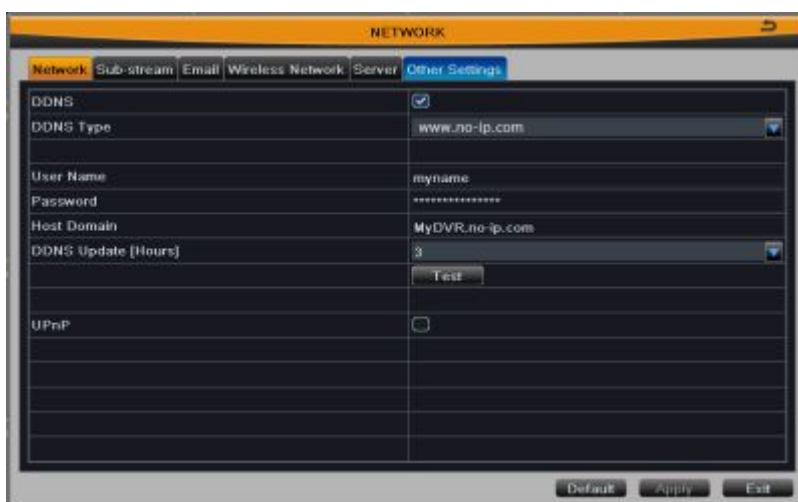 NETWORK
Network Sub-stream Email Wireless Network Server Other Settings
DDNS
DDNS Type www.no-ip.com
User Name myname
Password ***************
Host Domain MyDVR.no-ip.com
DDNS Update [Hours] 3
Test
UPnP
Default Apply Exit